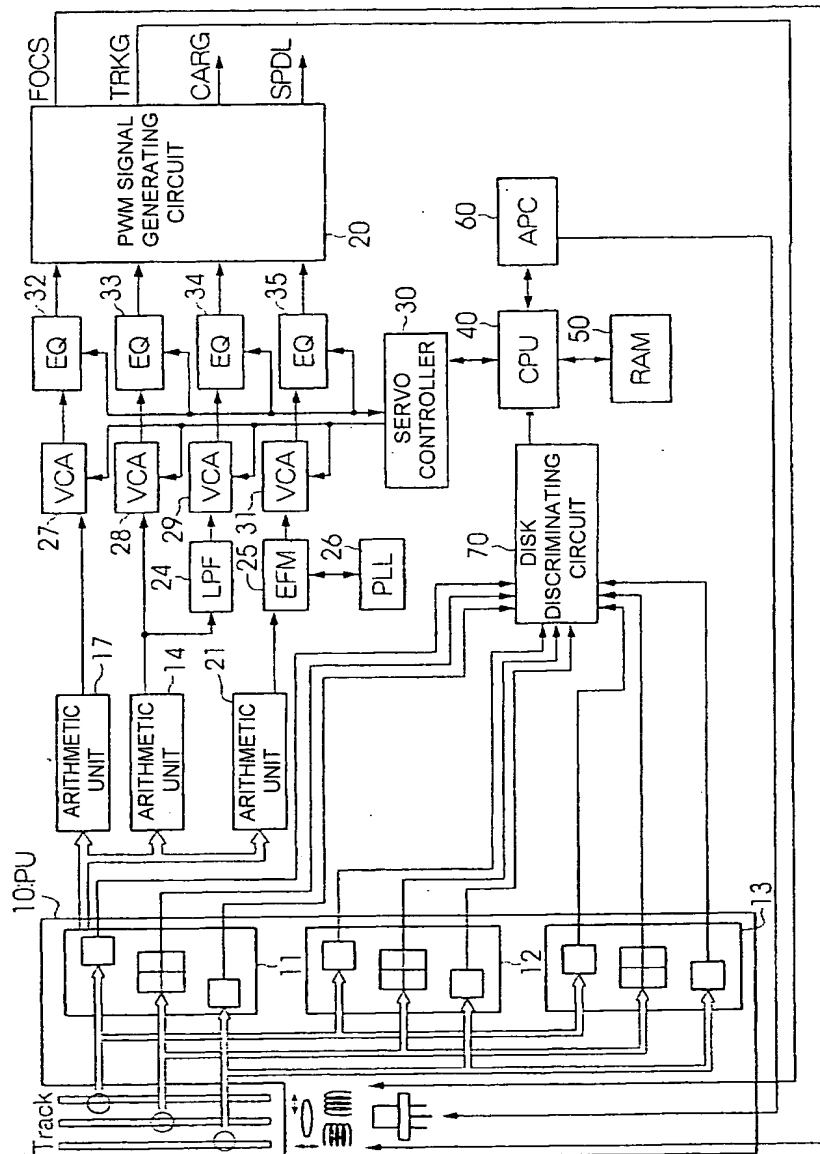 FOCS
TRKG
CARG
SPDL
PWM SIGNAL
GENERATING
CIRCUIT
20
32
EQ
33
EQ
34
EQ
35
EQ
27
VCA
28
VCA
29
VCA
31
VCA
24
LPF
25
EFM
26
PLL
30
SERVO
CONTROLLER
40
CPU
50
RAM
60
APC
70
DISK
DISCRIMINATING
CIRCUIT
17
ARITHMETIC
UNIT
14
ARITHMETIC
UNIT
21
ARITHMETIC
UNIT
10:PU
11
12
13
Track